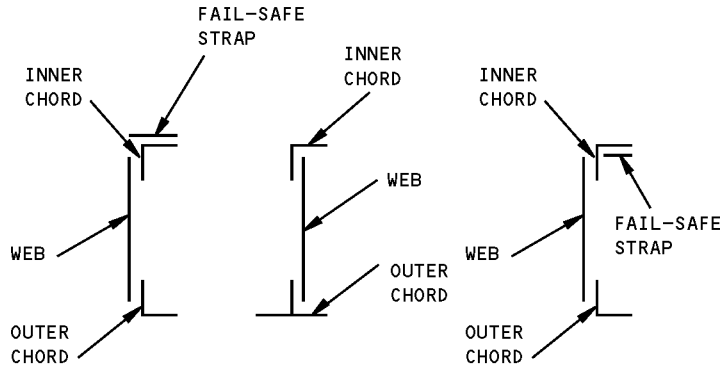 FAIL-SAFE
STRAP
INNER
CHORD
WEB
OUTER
CHORD
INNER
CHORD
WEB
OUTER
CHORD
INNER
CHORD
FAIL-SAFE
STRAP
WEB
OUTER
CHORD